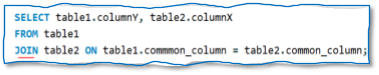 SELECT table1.columnY, table2.columnX
FROM table1
JOIN table2 ON table1.commmon_column = table2.common_column;